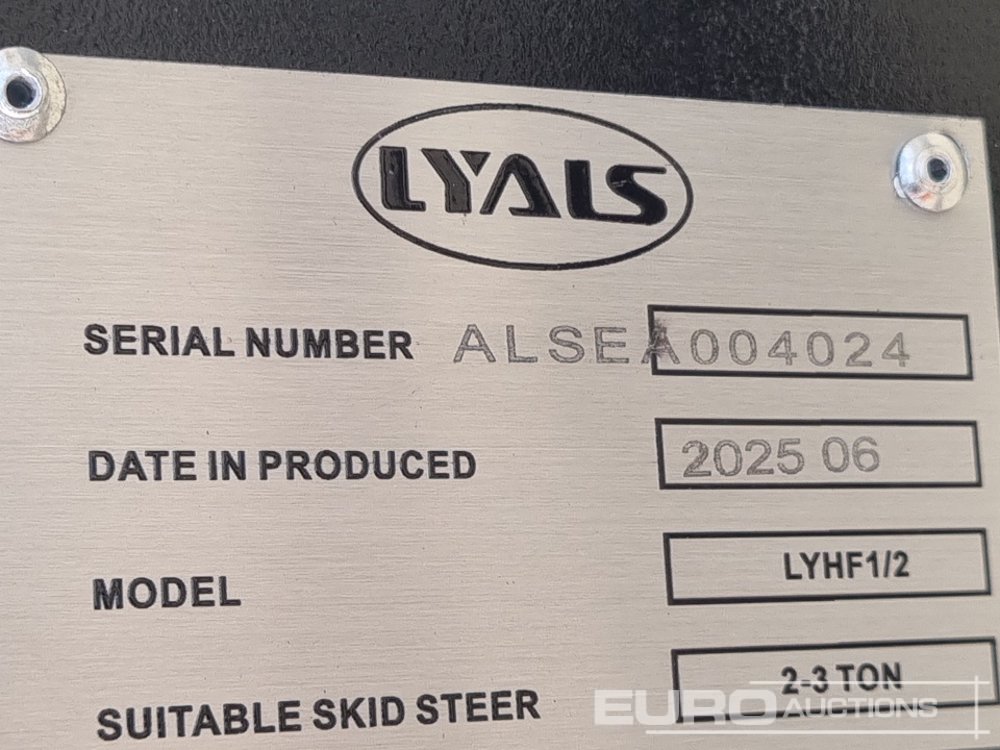 LYALS
SERIAL NUMBER ALSEA004024
DATE IN PRODUCED 2025 06
MODEL LYHF1/2
SUITABLE SKID STEER 2-3 TON
EURO AUCTIONS